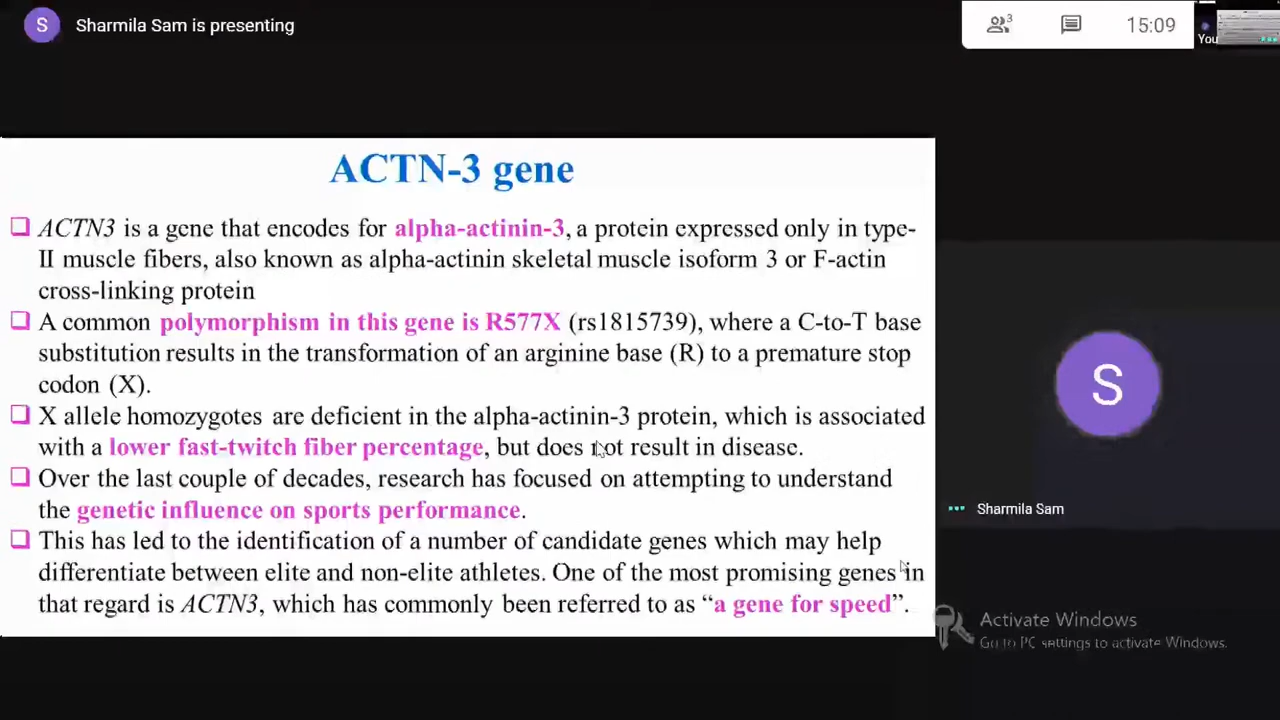 S
Sharmila Sam is presenting
3
15:09
You
ACTN-3 gene
ACTN3 is a gene that encodes for alpha-actinin-3, a protein expressed only in type-
II muscle fibers, also known as alpha-actinin skeletal muscle isoform 3 or F-actin
cross-linking protein
A common polymorphism in this gene is R577X (rs1815739), where a C-to-T base
substitution results in the transformation of an arginine base (R) to a premature stop
codon (X).
X allele homozygotes are deficient in the alpha-actinin-3 protein, which is associated
with a lower fast-twitch fiber percentage, but does not result in disease.
Over the last couple of decades, research has focused on attempting to understand
the genetic influence on sports performance.
This has led to the identification of a number of candidate genes which may help
differentiate between elite and non-elite athletes. One of the most promising genes in
that regard is ACTN3, which has commonly been referred to as “a gene for speed”.
S
Sharmila Sam
Activate Windows
Go to PC settings to activate Windows.